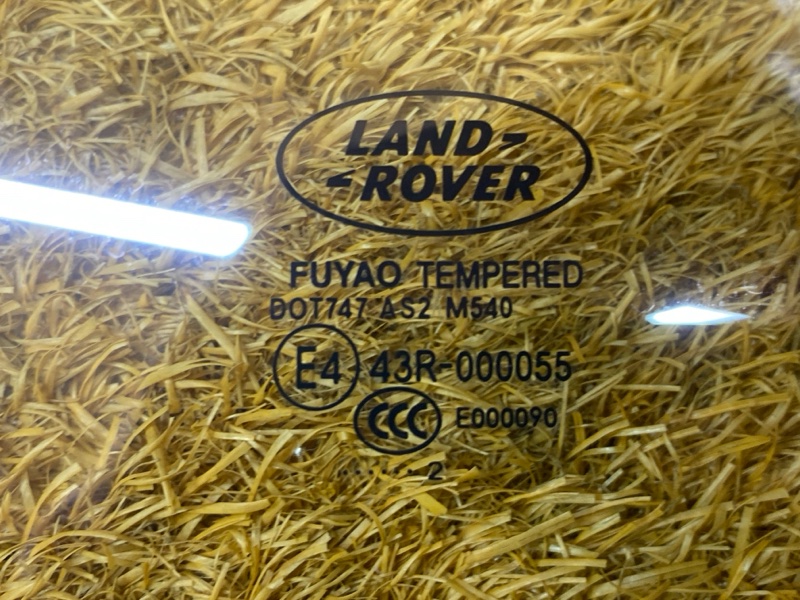 LAND-
-ROVER
FUYAO TEMPERED
DOT747 AS2 M540
E4 43R-000055
CCC E000090
....... 2